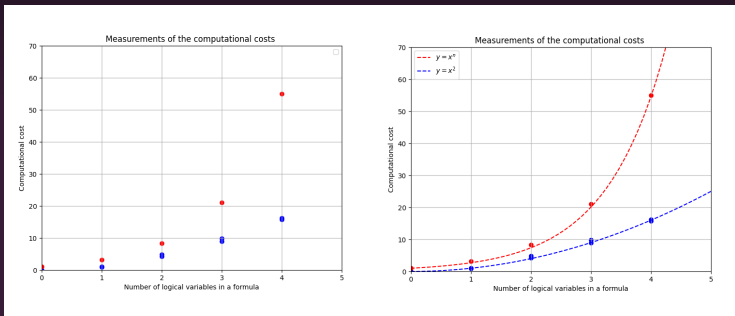 Measurements of the computational costs
70
60
50
40
30
20
10
0
Computational cost
0 1 2 3 4 5
Number of logical variables in a formula
Measurements of the computational costs
y = xⁿ
y = x²
70
60
50
40
30
20
10
0
Computational cost
0 1 2 3 4 5
Number of logical variables in a formula